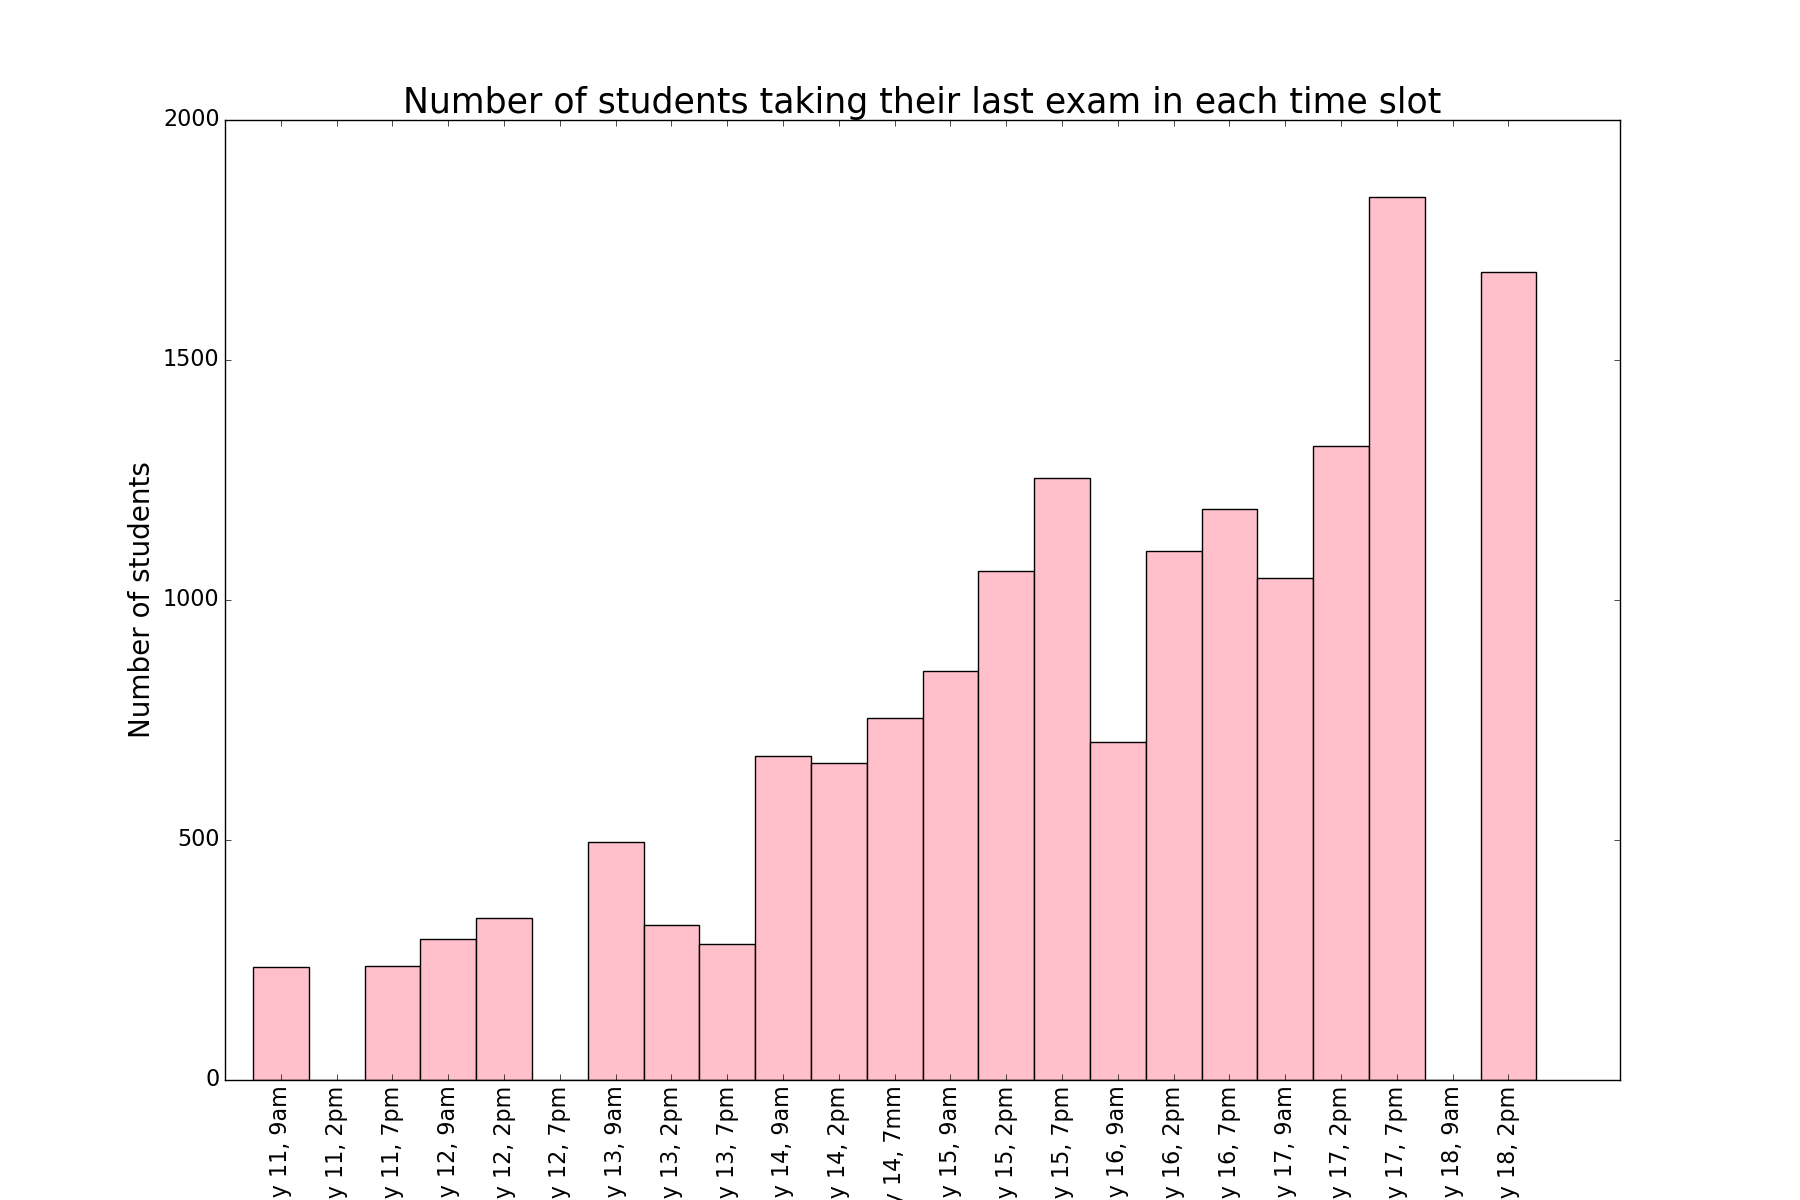 Number of students taking their last exam in each time slot
Number of students
2000
1500
1000
500
0
y 11, 9am
y 11, 2pm
y 11, 7pm
y 12, 9am
y 12, 2pm
y 12, 7pm
y 13, 9am
y 13, 2pm
y 13, 7pm
y 14, 9am
y 14, 2pm
y 14, 7mm
y 15, 9am
y 15, 2pm
y 15, 7pm
y 16, 9am
y 16, 2pm
y 16, 7pm
y 17, 9am
y 17, 2pm
y 17, 7pm
y 18, 9am
y 18, 2pm